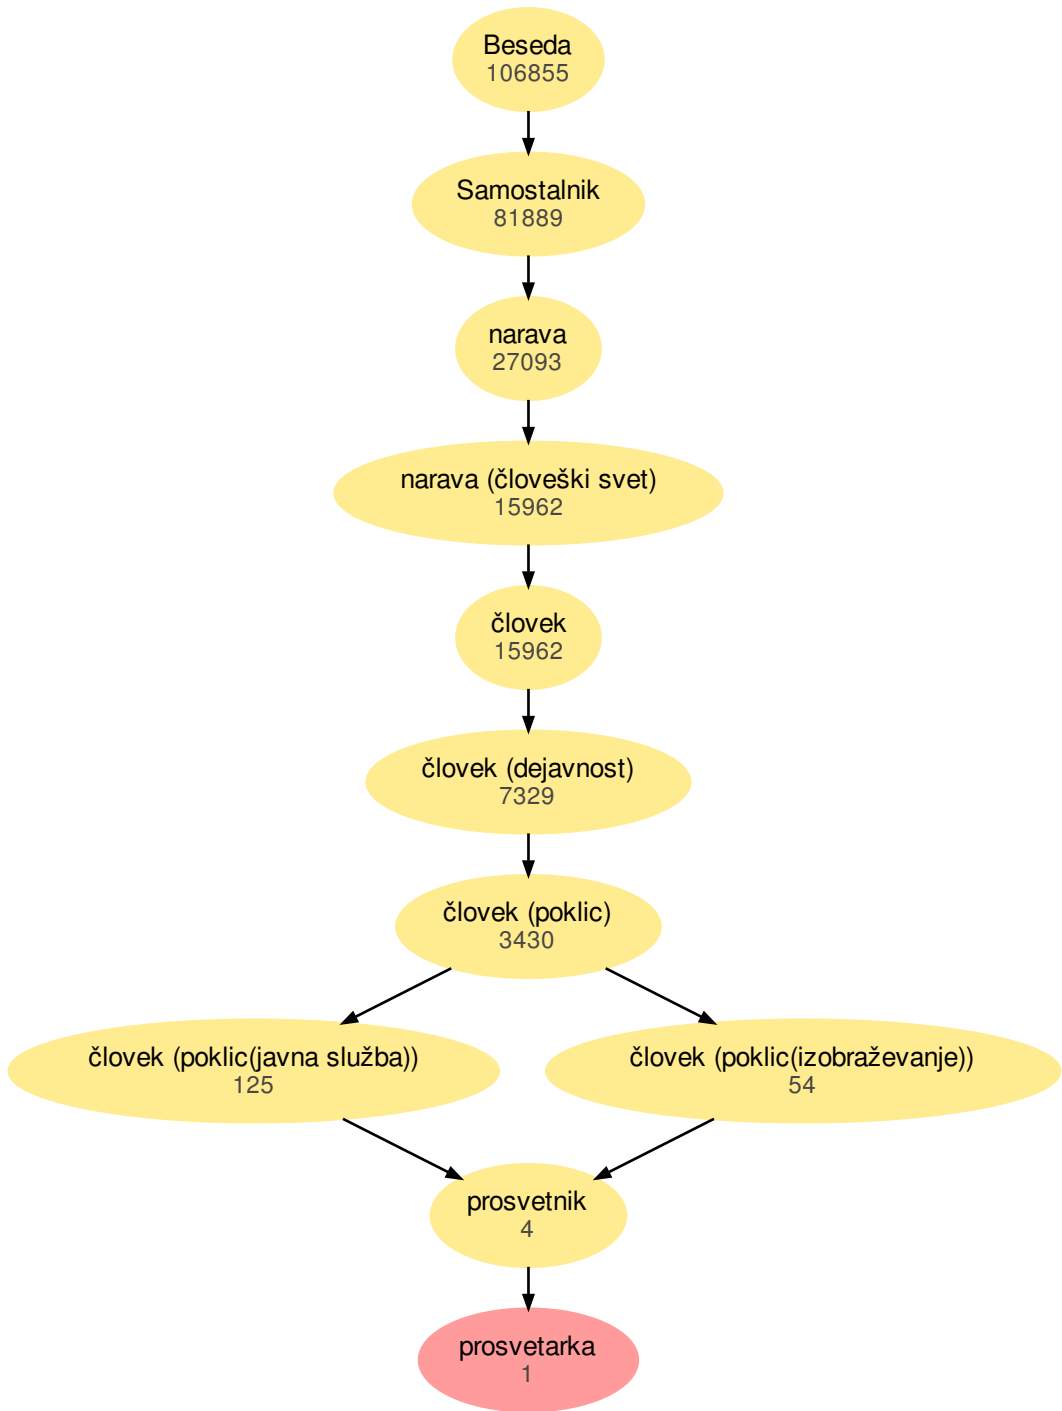 Beseda
106855
Samostalnik
81889
narava
27093
narava (človeški svet)
15962
človek
15962
človek (dejavnost)
7329
človek (poklic)
3430
človek (poklic(javna služba))
125
človek (poklic(izobraževanje))
54
prosvetnik
4
prosvetarka
1